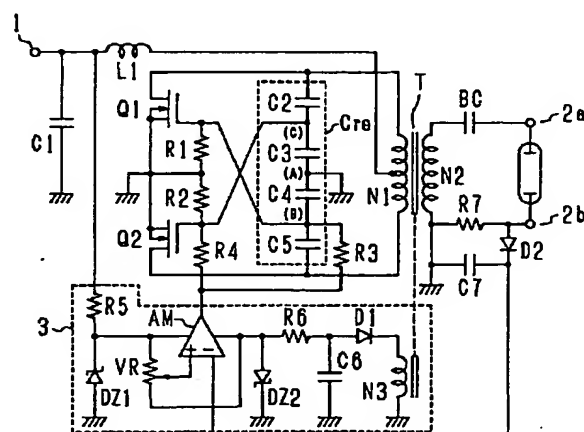 1
L1
C1
Q1
R1
R2
Q2
R4
C2
(C)
C3
(A)
C4
(B)
C5
Cre
R3
T
N1
N2
BC
2a
2b
R7
D2
C7
3
R5
AM
VR
+
−
DZ1
DZ2
R6
D1
C6
N3